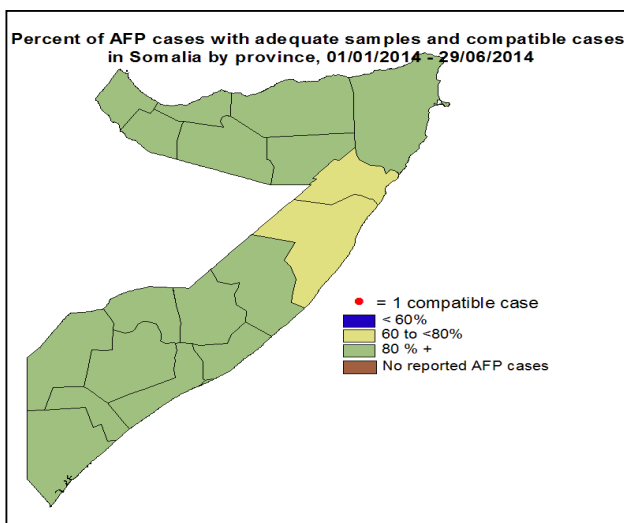 Percent of AFP cases with adequate samples and compatible cases
in Somalia by province, 01/01/2014 - 29/06/2014
= 1 compatible case
< 60%
60 to <80%
80 % +
No reported AFP cases